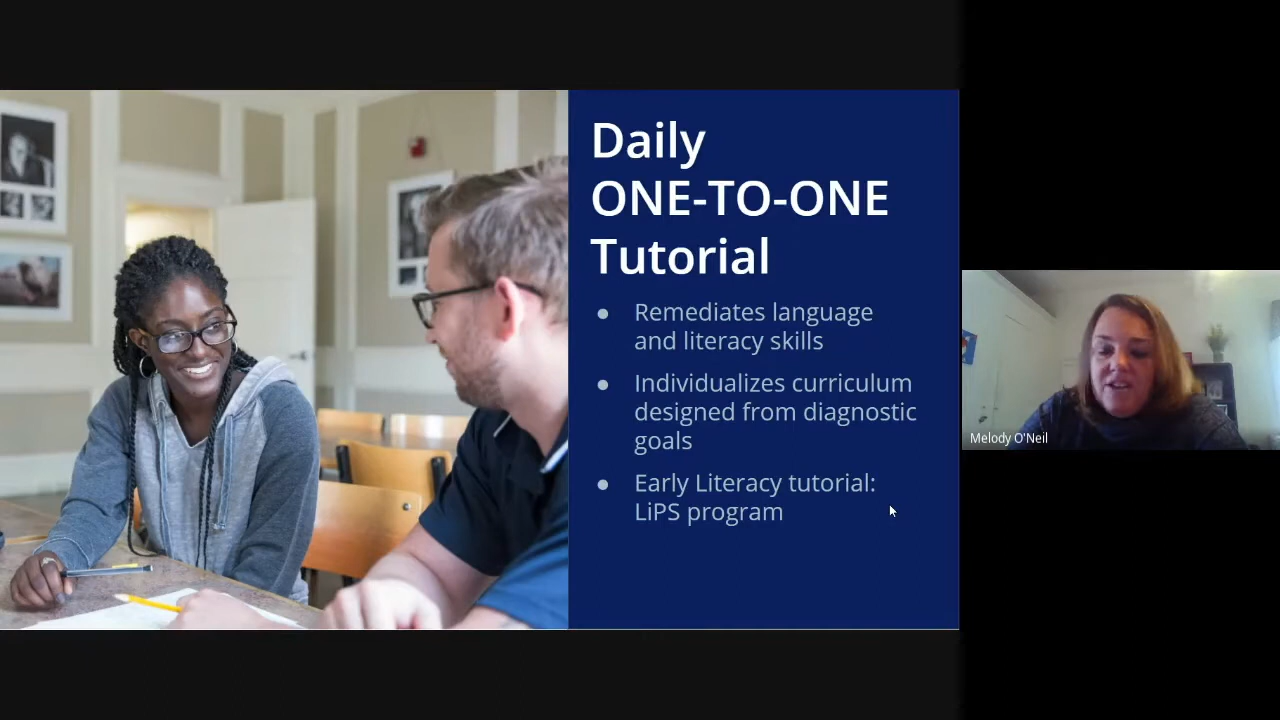 Daily
ONE-TO-ONE
Tutorial
● Remediates language
and literacy skills
● Individualizes curriculum
designed from diagnostic
goals
● Early Literacy tutorial:
LiPS program
Melody O'Neil